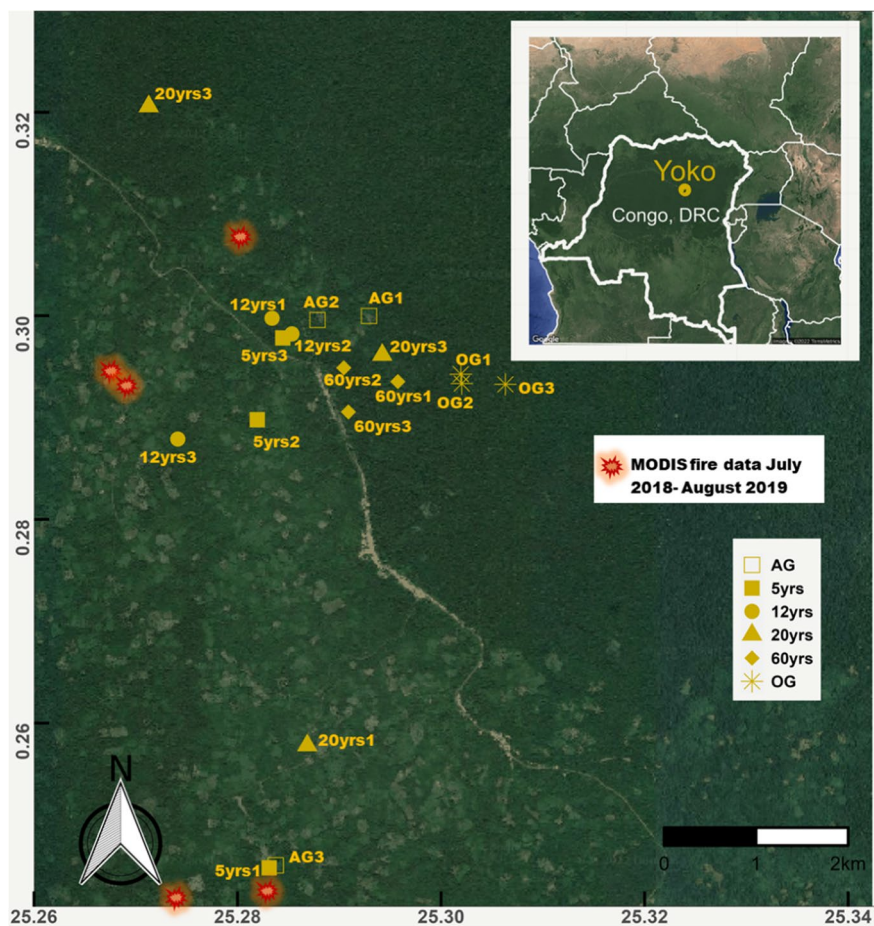 20yrs3
0.32
Yoko
Congo, DRC
Google
12yrs1
AG2
AG1
0.30
5yrs3
12yrs2
20yrs3
60yrs2
60yrs1
OG1
OG2
OG3
60yrs3
5yrs2
12yrs3
MODIS fire data July
2018- August 2019
0.28
AG
5yrs
12yrs
20yrs
60yrs
OG
0.26
20yrs1
N
AG3
5yrs1
0
1
2km
25.26
25.28
25.30
25.32
25.34